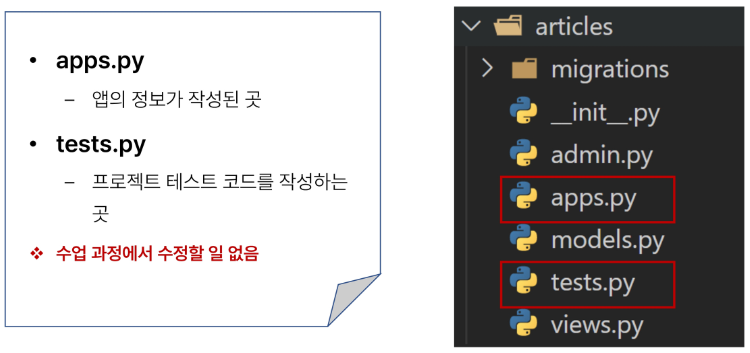 • apps.py
– 앱의 정보가 작성된 곳
• tests.py
– 프로젝트 테스트 코드를 작성하는
곳
❖ 수업 과정에서 수정할 일 없음
articles
migrations
__init__.py
admin.py
apps.py
models.py
tests.py
views.py